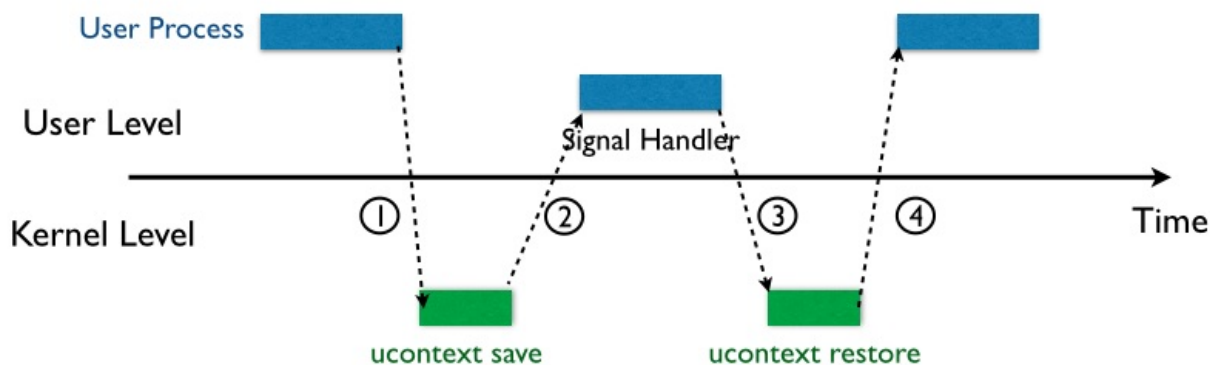 User Process
User Level
Signal Handler
① ② ③ ④
Kernel Level
Time
ucontext save
ucontext restore